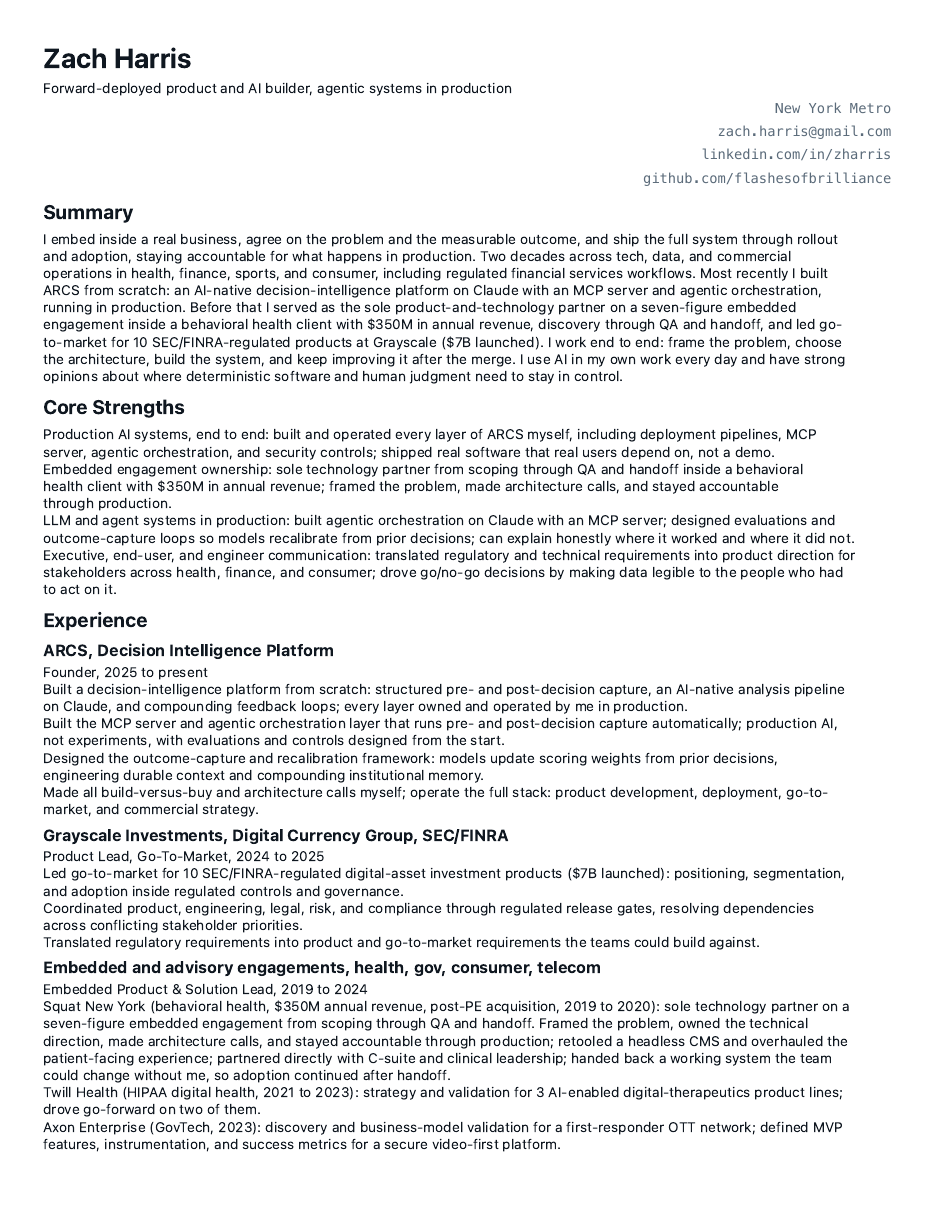 Zach Harris
Forward-deployed product and AI builder, agentic systems in production
New York Metro
zach.harris@gmail.com
linkedin.com/in/zharris
github.com/flashesofbrilliance
Summary
I embed inside a real business, agree on the problem and the measurable outcome, and ship the full system through rollout
and adoption, staying accountable for what happens in production. Two decades across tech, data, and commercial
operations in health, finance, sports, and consumer, including regulated financial services workflows. Most recently I built
ARCS from scratch: an AI-native decision-intelligence platform on Claude with an MCP server and agentic orchestration,
running in production. Before that I served as the sole product-and-technology partner on a seven-figure embedded
engagement inside a behavioral health client with $350M in annual revenue, discovery through QA and handoff, and led go-
to-market for 10 SEC/FINRA-regulated products at Grayscale ($7B launched). I work end to end: frame the problem, choose
the architecture, build the system, and keep improving it after the merge. I use AI in my own work every day and have strong
opinions about where deterministic software and human judgment need to stay in control.
Core Strengths
Production AI systems, end to end: built and operated every layer of ARCS myself, including deployment pipelines, MCP
server, agentic orchestration, and security controls; shipped real software that real users depend on, not a demo.
Embedded engagement ownership: sole technology partner from scoping through QA and handoff inside a behavioral
health client with $350M in annual revenue; framed the problem, made architecture calls, and stayed accountable
through production.
LLM and agent systems in production: built agentic orchestration on Claude with an MCP server; designed evaluations and
outcome-capture loops so models recalibrate from prior decisions; can explain honestly where it worked and where it did not.
Executive, end-user, and engineer communication: translated regulatory and technical requirements into product direction for
stakeholders across health, finance, and consumer; drove go/no-go decisions by making data legible to the people who had
to act on it.
Experience
ARCS, Decision Intelligence Platform
Founder, 2025 to present
Built a decision-intelligence platform from scratch: structured pre- and post-decision capture, an AI-native analysis pipeline
on Claude, and compounding feedback loops; every layer owned and operated by me in production.
Built the MCP server and agentic orchestration layer that runs pre- and post-decision capture automatically; production AI,
not experiments, with evaluations and controls designed from the start.
Designed the outcome-capture and recalibration framework: models update scoring weights from prior decisions,
engineering durable context and compounding institutional memory.
Made all build-versus-buy and architecture calls myself; operate the full stack: product development, deployment, go-to-
market, and commercial strategy.
Grayscale Investments, Digital Currency Group, SEC/FINRA
Product Lead, Go-To-Market, 2024 to 2025
Led go-to-market for 10 SEC/FINRA-regulated digital-asset investment products ($7B launched): positioning, segmentation,
and adoption inside regulated controls and governance.
Coordinated product, engineering, legal, risk, and compliance through regulated release gates, resolving dependencies
across conflicting stakeholder priorities.
Translated regulatory requirements into product and go-to-market requirements the teams could build against.
Embedded and advisory engagements, health, gov, consumer, telecom
Embedded Product & Solution Lead, 2019 to 2024
Squat New York (behavioral health, $350M annual revenue, post-PE acquisition, 2019 to 2020): sole technology partner on a
seven-figure embedded engagement from scoping through QA and handoff. Framed the problem, owned the technical
direction, made architecture calls, and stayed accountable through production; retooled a headless CMS and overhauled the
patient-facing experience; partnered directly with C-suite and clinical leadership; handed back a working system the team
could change without me, so adoption continued after handoff.
Twill Health (HIPAA digital health, 2021 to 2023): strategy and validation for 3 AI-enabled digital-therapeutics product lines;
drove go-forward on two of them.
Axon Enterprise (GovTech, 2023): discovery and business-model validation for a first-responder OTT network; defined MVP
features, instrumentation, and success metrics for a secure video-first platform.